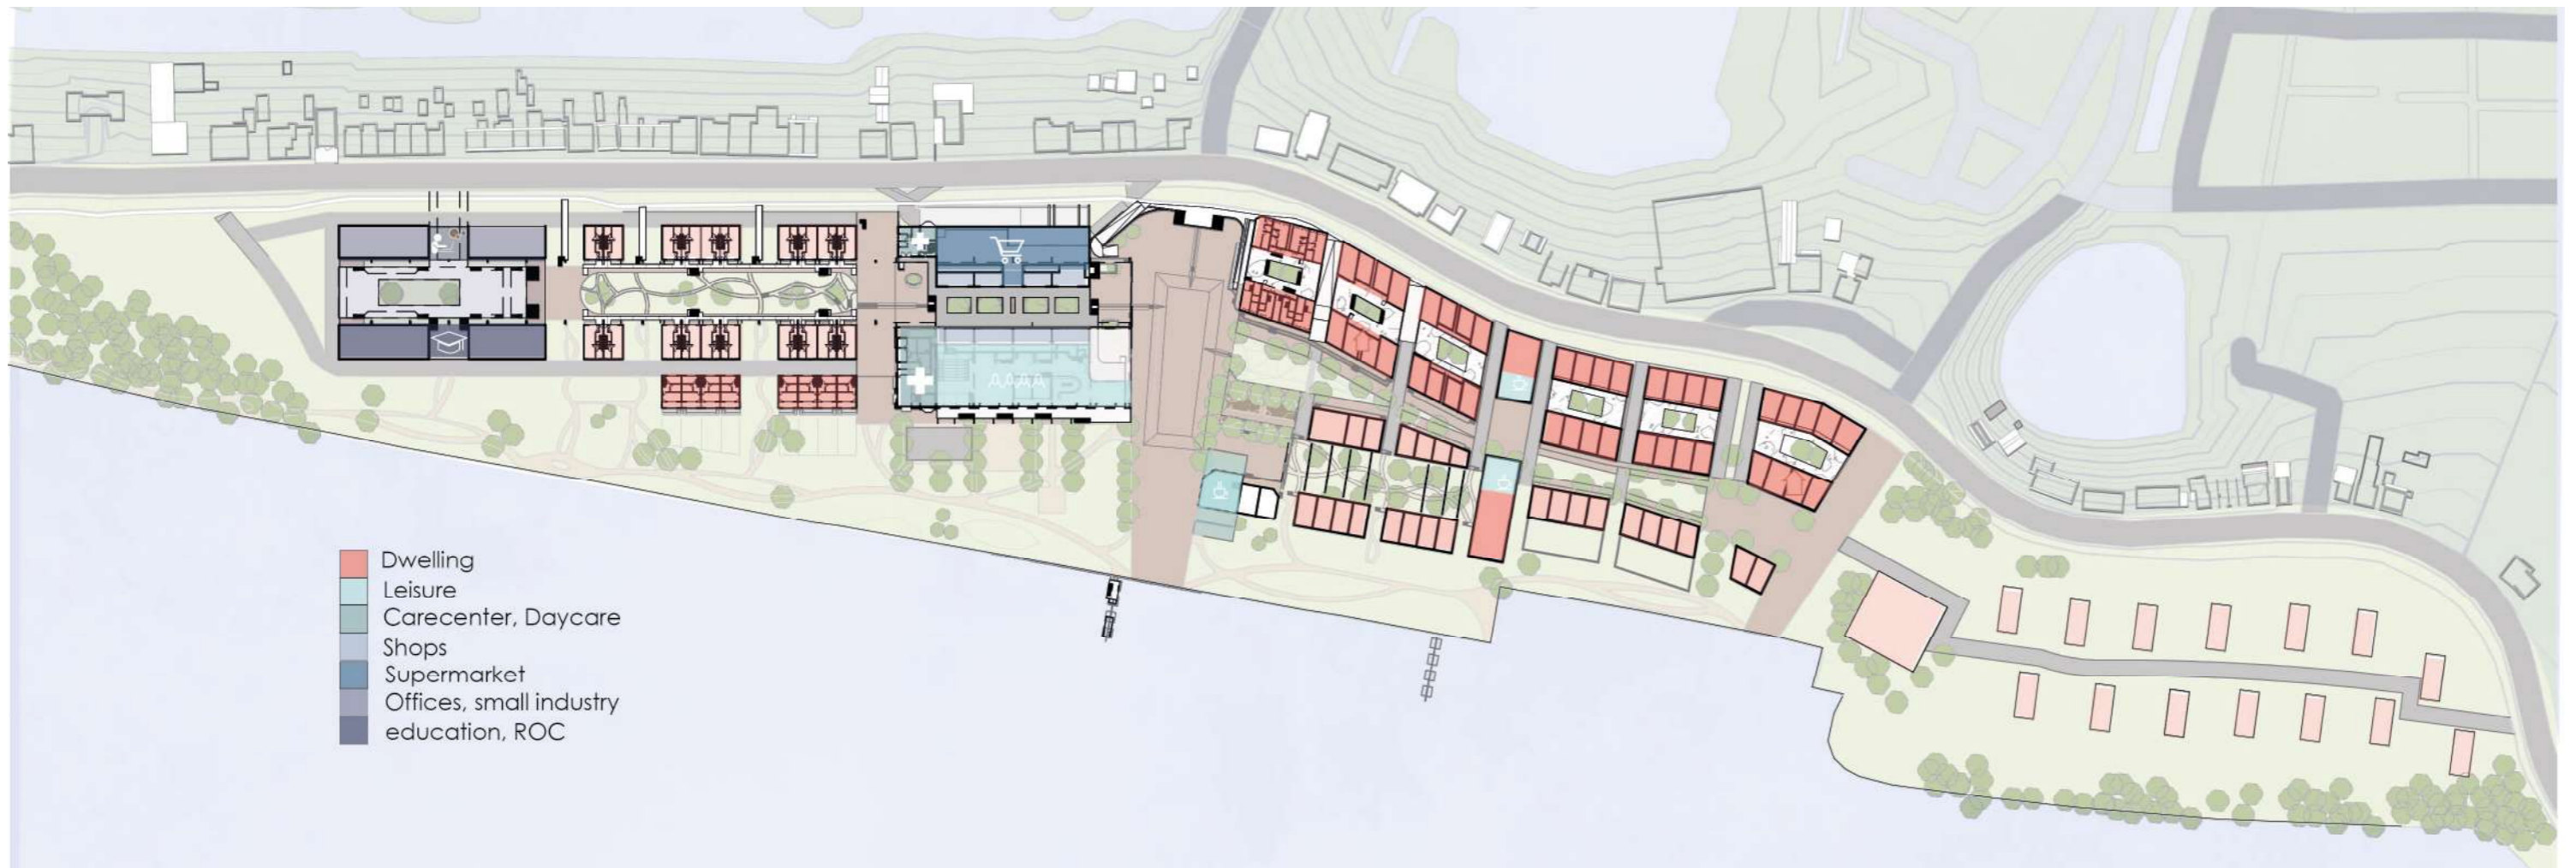 Dwelling
Leisure
Carecenter, Daycare
Shops
Supermarket
Offices, small industry
education, ROC